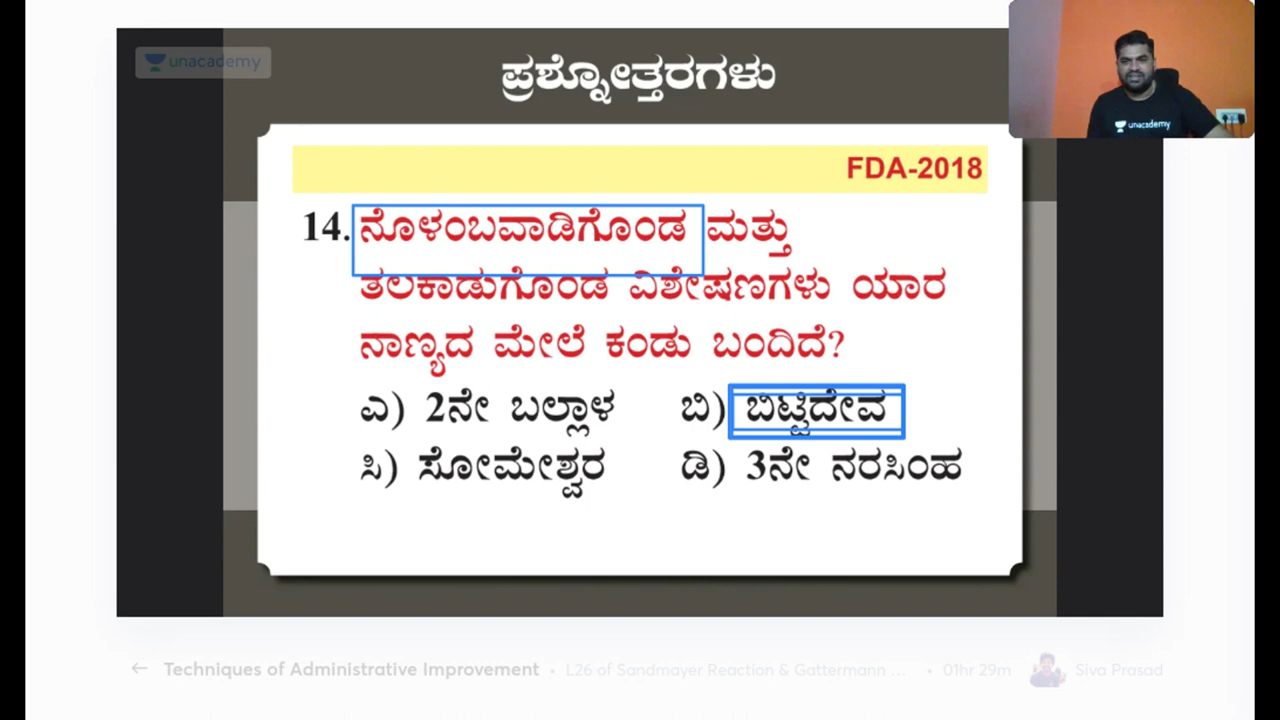 unacademy
ಪ್ರಶ್ನೋತ್ತರಗಳು
unacademy
FDA-2018
14. ನೊಳಂಬವಾಡಿಗೊಂಡ ಮತ್ತು
ತಲಕಾಡುಗೊಂಡ ವಿಶೇಷಣಗಳು ಯಾರ
ನಾಣ್ಯದ ಮೇಲೆ ಕಂಡು ಬಂದಿದೆ?
ಎ) 2ನೇ ಬಲ್ಲಾಳ ಬಿ) ಬಿಟ್ಟಿದೇವ
ಸಿ) ಸೋಮೇಶ್ವರ ಡಿ) 3ನೇ ನರಸಿಂಹ
← Techniques of Administrative Improvement • L26 of Sandmayer Reaction & Gattermann ... • 01hr 29m Siva Prasad